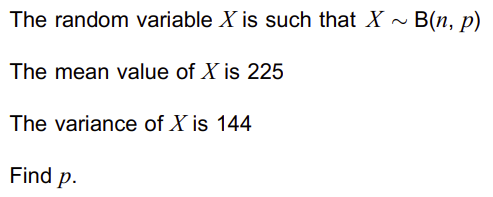 The random variable X is such that X ~ B(n, p)
The mean value of X is 225
The variance of X is 144
Find p.